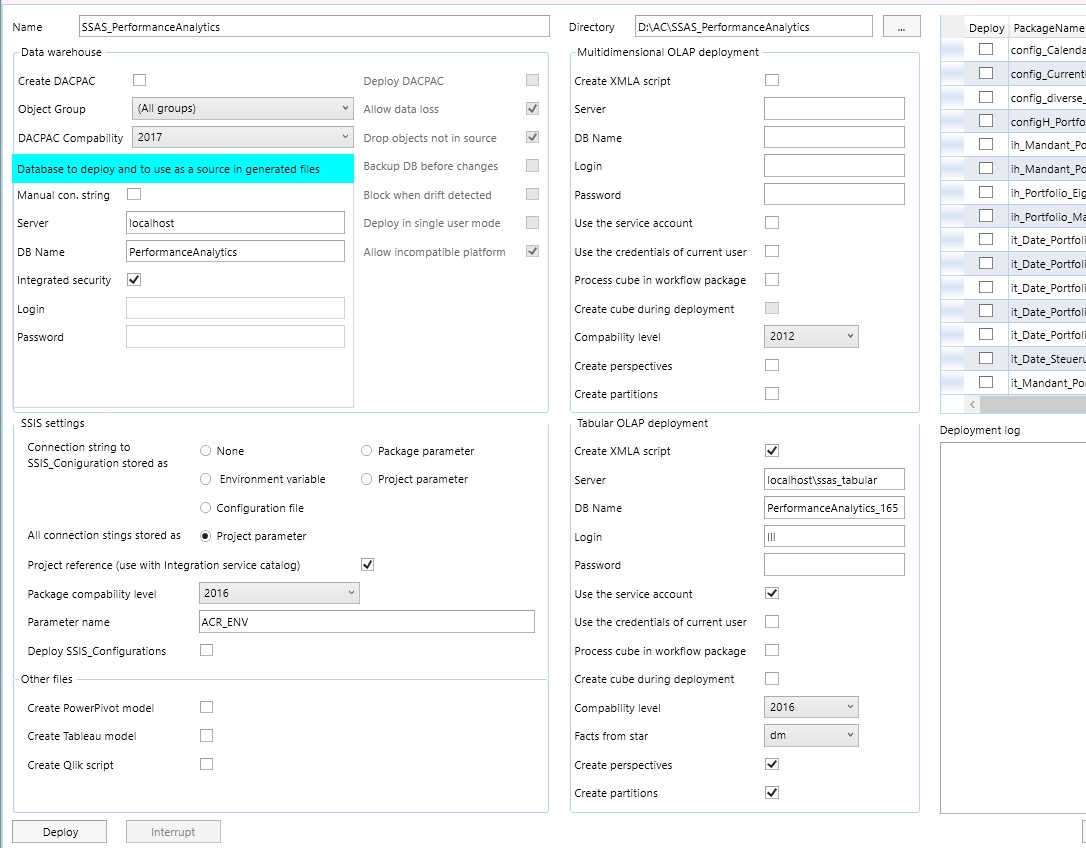 Name SSAS_PerformanceAnalytics
Directory D:\AC\SSAS_PerformanceAnalytics ...
Data warehouse
Create DACPAC
Object Group (All groups)
DACPAC Compability 2017
Database to deploy and to use as a source in generated files
Manual con. string
Server localhost
DB Name PerformanceAnalytics
Integrated security
Login
Password
Deploy DACPAC
Allow data loss
Drop objects not in source
Backup DB before changes
Block when drift detected
Deploy in single user mode
Allow incompatible platform
SSIS settings
Connection string to
SSIS_Coniguration stored as
None
Package parameter
Environment variable
Project parameter
Configuration file
All connection stings stored as Project parameter
Project reference (use with Integration service catalog)
Package compability level 2016
Parameter name ACR_ENV
Deploy SSIS_Configurations
Other files
Create PowerPivot model
Create Tableau model
Create Qlik script
Deploy
Interrupt
Multidimensional OLAP deployment
Create XMLA script
Server
DB Name
Login
Password
Use the service account
Use the credentials of current user
Process cube in workflow package
Create cube during deployment
Compability level 2012
Create perspectives
Create partitions
Tabular OLAP deployment
Create XMLA script
Server localhost\ssas_tabular
DB Name PerformanceAnalytics_165
Login lll
Password
Use the service account
Use the credentials of current user
Process cube in workflow package
Create cube during deployment
Compability level 2016
Facts from star dm
Create perspectives
Create partitions
Deploy PackageName
config_Calenda
config_Current
config_diverse_
configH_Portfo
ih_Mandant_Po
ih_Mandant_Po
ih_Portfolio_Eig
ih_Portfolio_Ma
it_Date_Portfoli
it_Date_Portfoli
it_Date_Portfoli
it_Date_Portfoli
it_Date_Portfoli
it_Date_Steueru
it_Mandant_Por
Deployment log